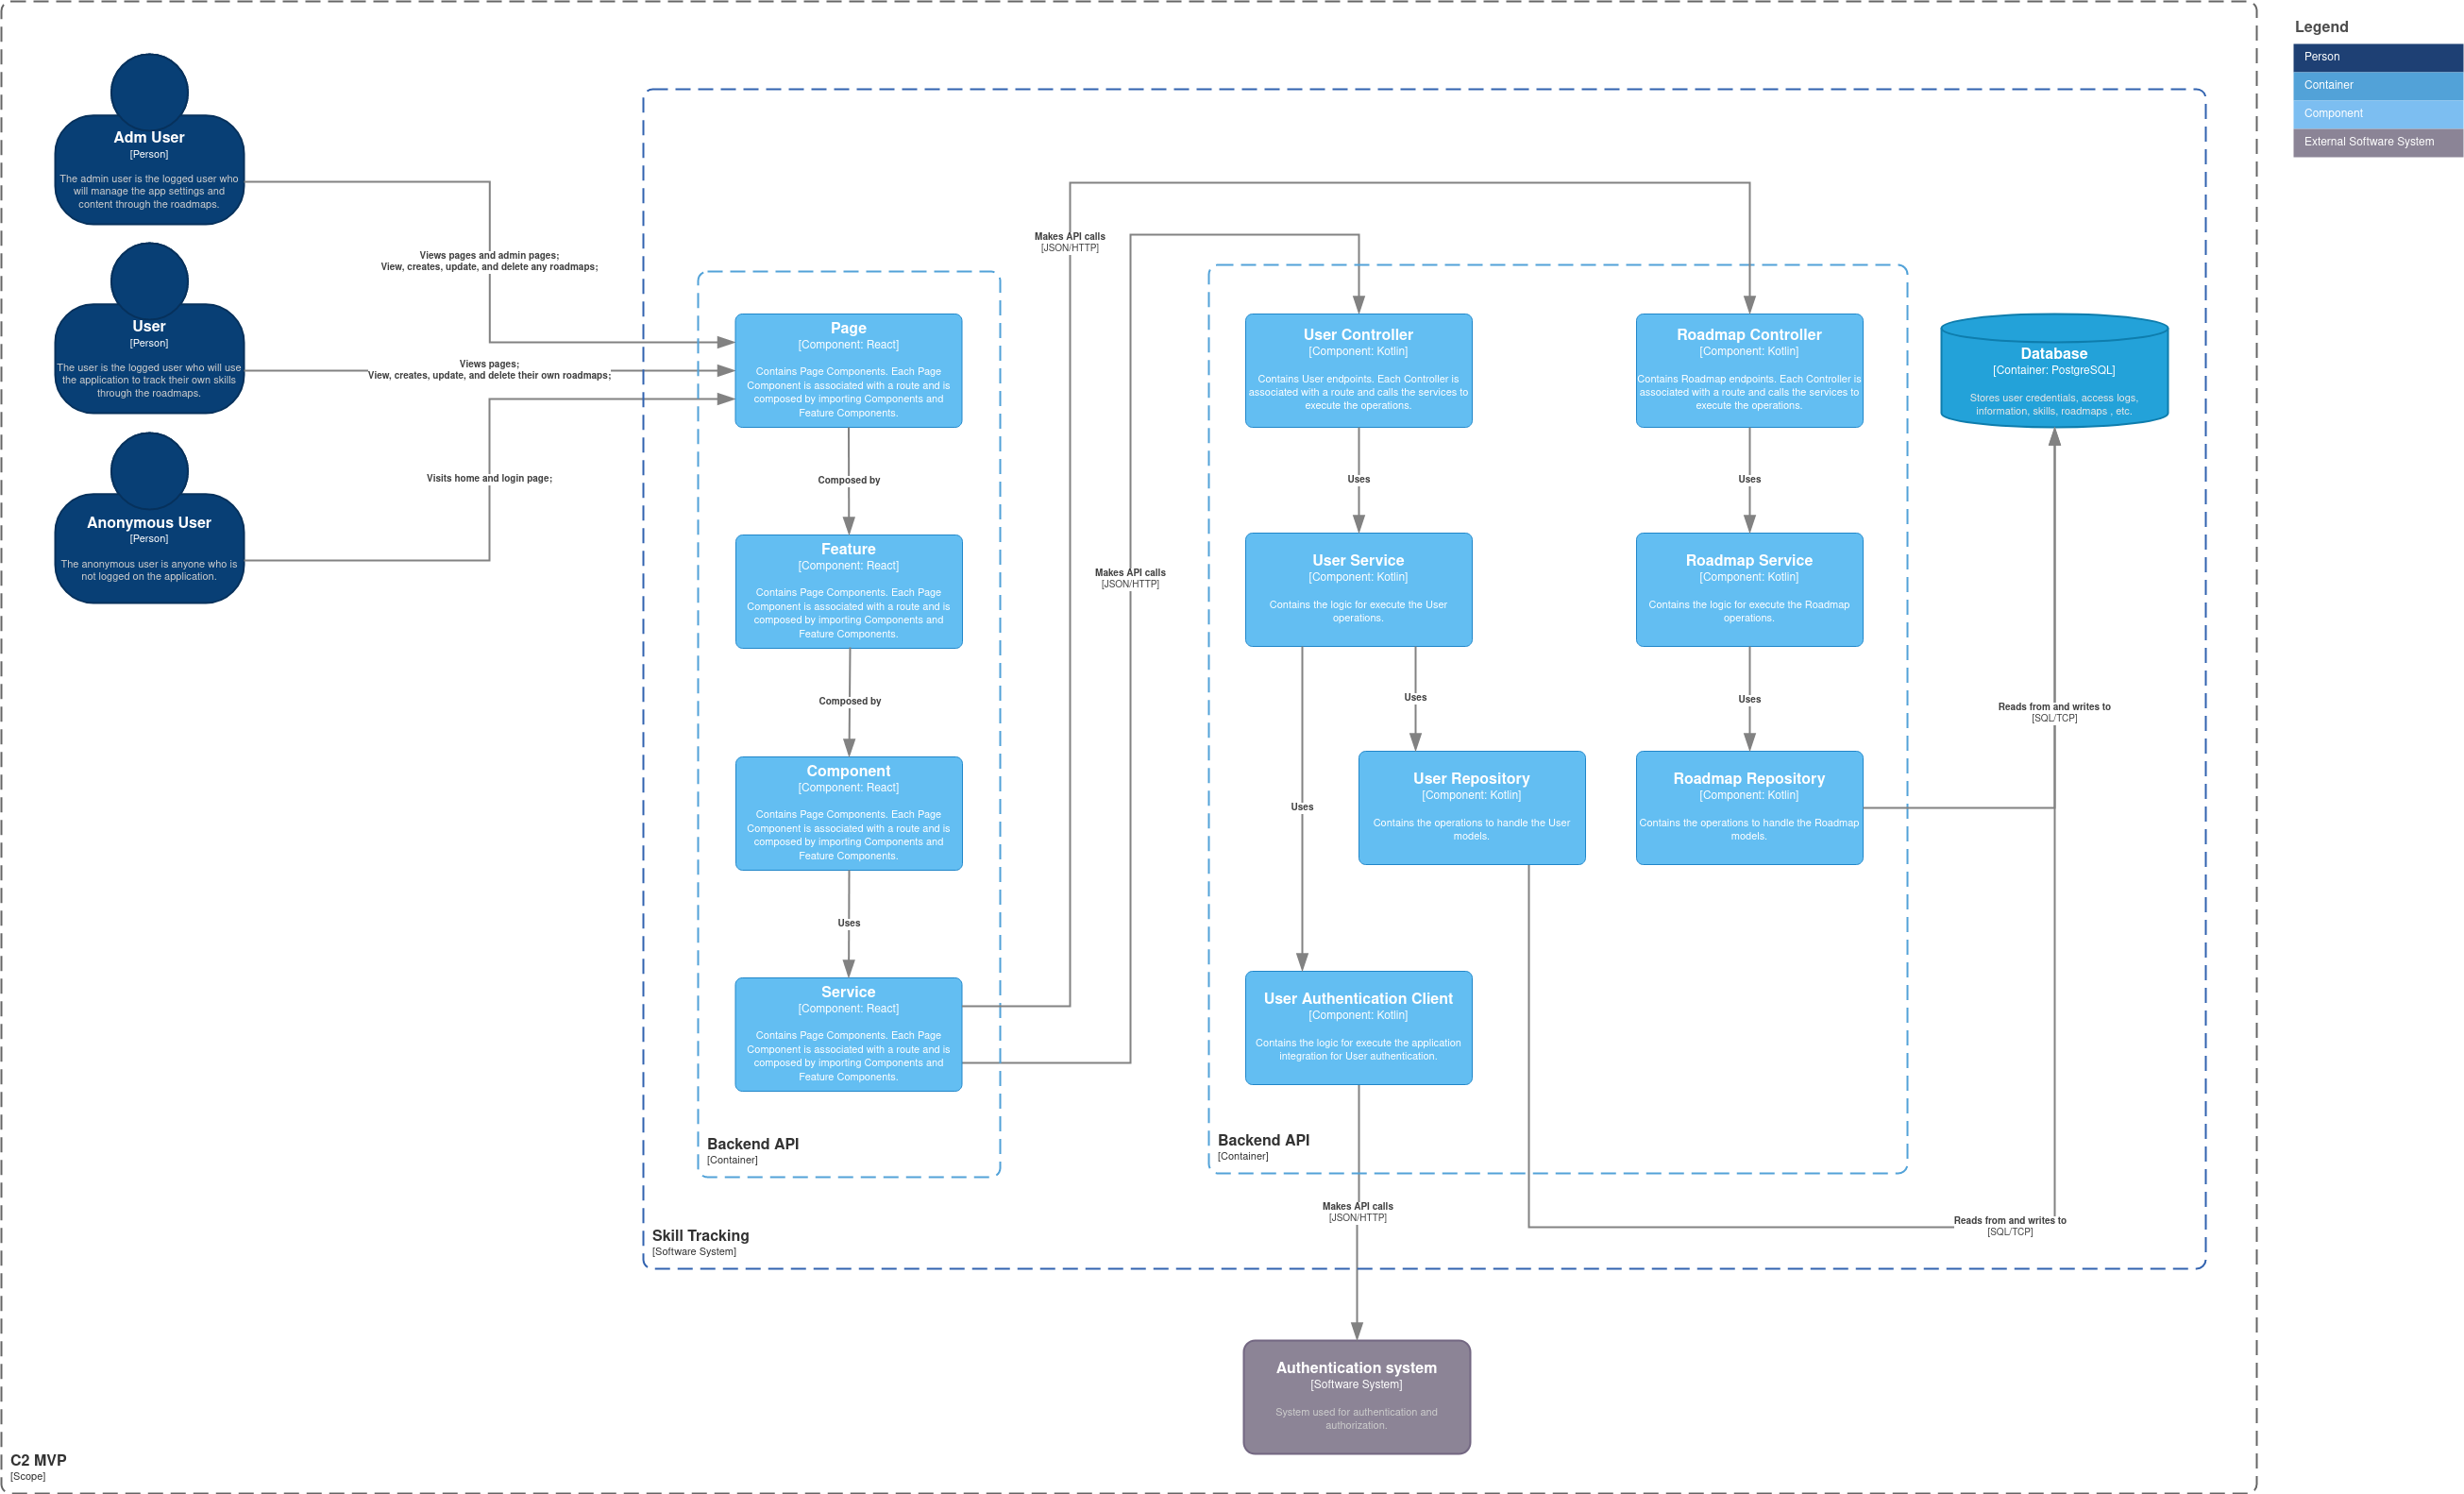 Legend
Person
Container
Component
External Software System
Adm User
[Person]
The admin user is the logged user who
will manage the app settings and
content through the roadmaps.
User
[Person]
The user is the logged user who will use
the application to track their own skills
through the roadmaps.
Anonymous User
[Person]
The anonymous user is anyone who is
not logged on the application.
Views pages and admin pages;
View, creates, update, and delete any roadmaps;
Views pages;
View, creates, update, and delete their own roadmaps;
Visits home and login page;
Page
[Component: React]
Contains Page Components. Each Page
Component is associated with a route and is
composed by importing Components and
Feature Components.
Composed by
Feature
[Component: React]
Contains Page Components. Each Page
Component is associated with a route and is
composed by importing Components and
Feature Components.
Composed by
Component
[Component: React]
Contains Page Components. Each Page
Component is associated with a route and is
composed by importing Components and
Feature Components.
Uses
Service
[Component: React]
Contains Page Components. Each Page
Component is associated with a route and is
composed by importing Components and
Feature Components.
Backend API
[Container]
Makes API calls
[JSON/HTTP]
Makes API calls
[JSON/HTTP]
User Controller
[Component: Kotlin]
Contains User endpoints. Each Controller is
associated with a route and calls the services to
execute the operations.
Uses
User Service
[Component: Kotlin]
Contains the logic for execute the User
operations.
Uses
Uses
User Repository
[Component: Kotlin]
Contains the operations to handle the User
models.
User Authentication Client
[Component: Kotlin]
Contains the logic for execute the application
integration for User authentication.
Roadmap Controller
[Component: Kotlin]
Contains Roadmap endpoints. Each Controller is
associated with a route and calls the services to
execute the operations.
Uses
Roadmap Service
[Component: Kotlin]
Contains the logic for execute the Roadmap
operations.
Uses
Roadmap Repository
[Component: Kotlin]
Contains the operations to handle the Roadmap
models.
Backend API
[Container]
Database
[Container: PostgreSQL]
Stores user credentials, access logs,
information, skills, roadmaps , etc.
Reads from and writes to
[SQL/TCP]
Reads from and writes to
[SQL/TCP]
Makes API calls
[JSON/HTTP]
Skill Tracking
[Software System]
Authentication system
[Software System]
System used for authentication and
authorization.
C2 MVP
[Scope]